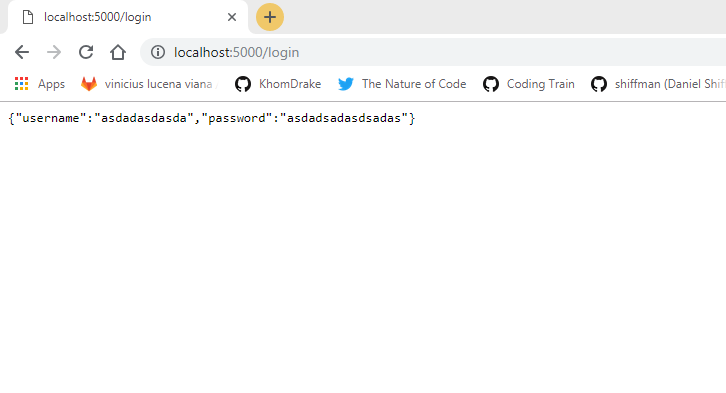 localhost:5000/login
localhost:5000/login
Apps vinicius lucena viana KhomDrake The Nature of Code Coding Train shiffman (Daniel Shif
{"username":"asdadasdasda","password":"asdadsadasdsadas"}